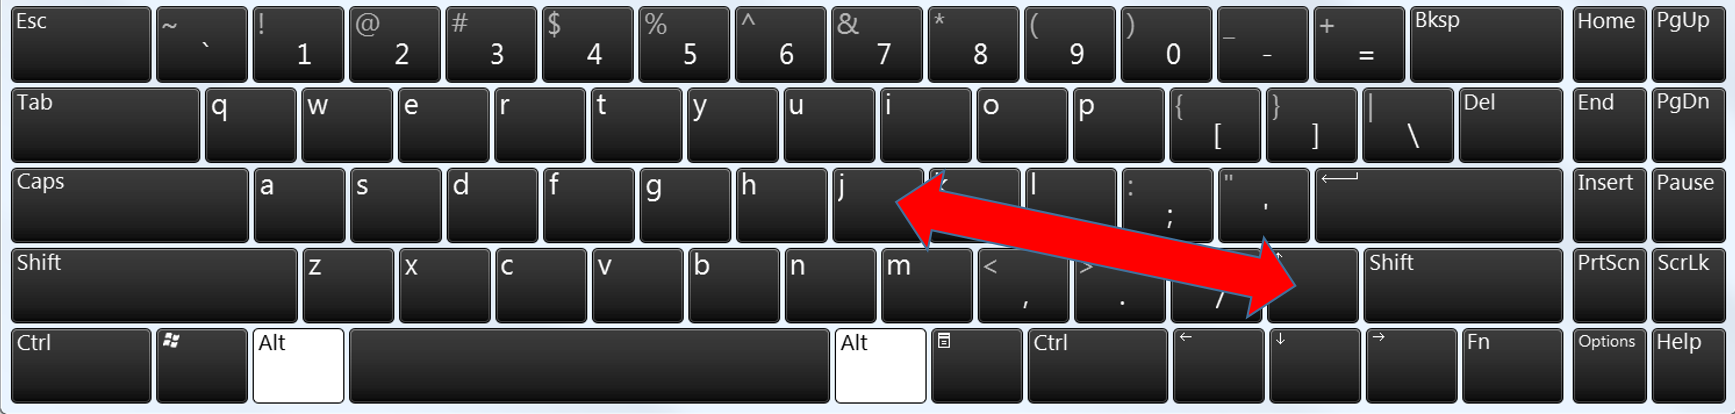 Esc ~ ` ! 1 @ 2 # 3 $ 4 % 5 ^ 6 & 7 * 8 ( 9 ) 0 _ - + = Bksp Home PgUp
Tab q w e r t y u i o p { [ } ] | \ Del End PgDn
Caps a s d f g h j l : ; " ' Insert Pause
Shift z x c v b n m < , > . / ↑ Shift PrtScn ScrLk
Ctrl Alt Alt Ctrl ← ↓ → Fn Options Help